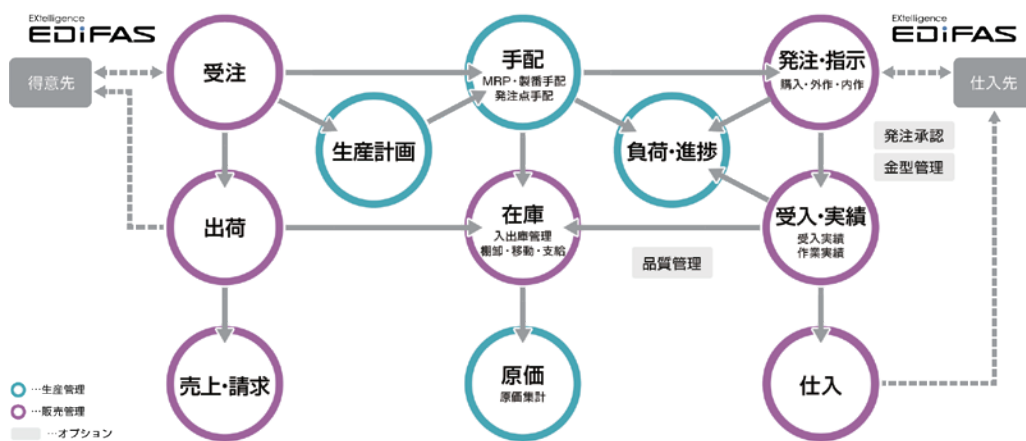 EXtelligence
EDiFAS
EXtelligence
EDiFAS
得意先
受注
手配
MRP・製番手配
発注点手配
発注・指示
購入・外作・内作
仕入先
生産計画
負荷・進捗
発注承認
金型管理
出荷
在庫
入出庫管理
棚卸・移動・支給
受入・実績
受入実績
作業実績
品質管理
売上・請求
原価
原価集計
仕入
…生産管理
…販売管理
…オプション